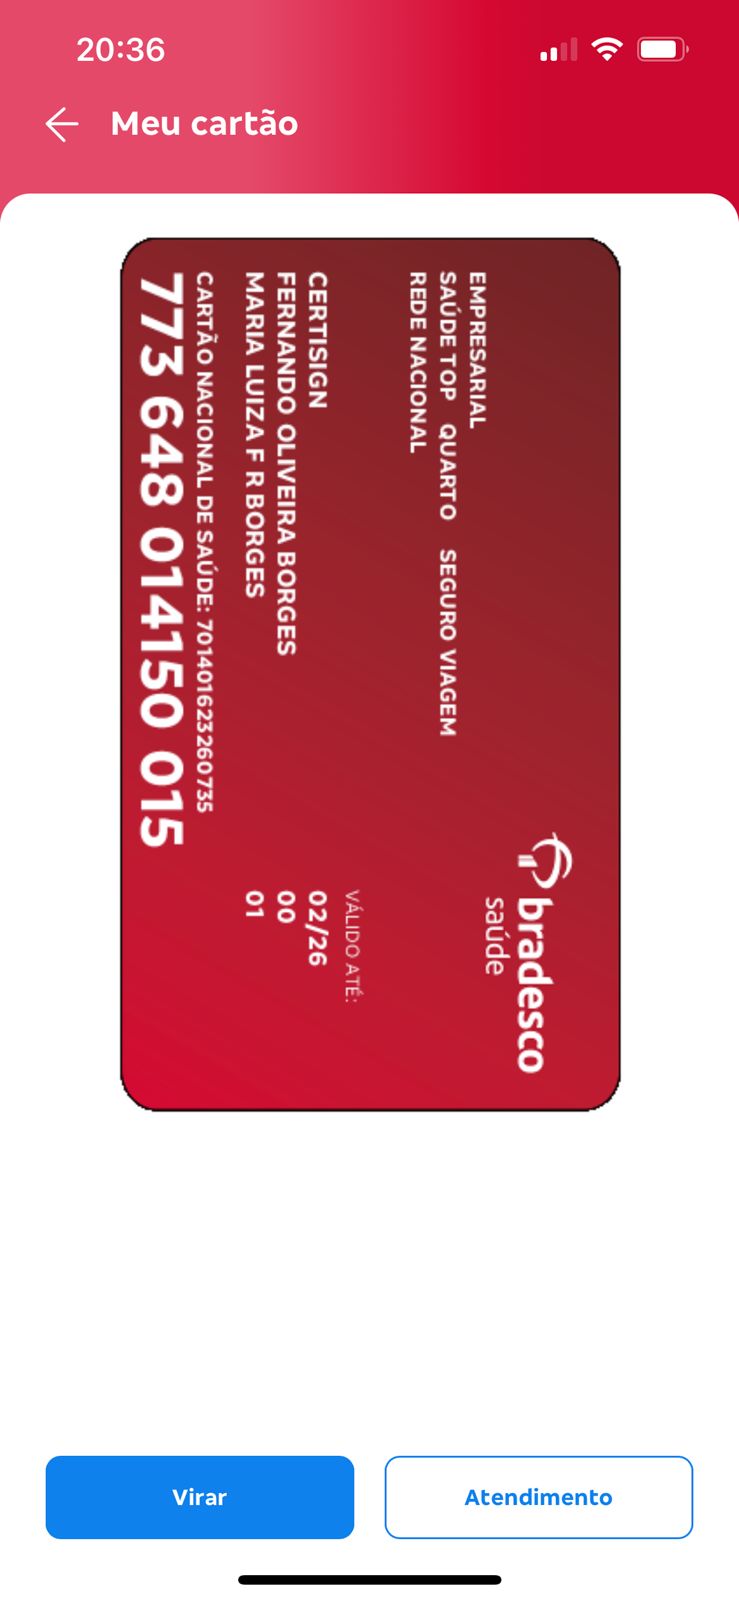 20:36
Meu cartão
bradesco
saúde
EMPRESARIAL
SAÚDE TOP QUARTO SEGURO VIAGEM
REDE NACIONAL
VÁLIDO ATÉ:
CERTISIGN 02/26
FERNANDO OLIVEIRA BORGES 00
MARIA LUIZA F R BORGES 01
CARTÃO NACIONAL DE SAÚDE: 701401623260735
773 648 014150 015
Virar
Atendimento